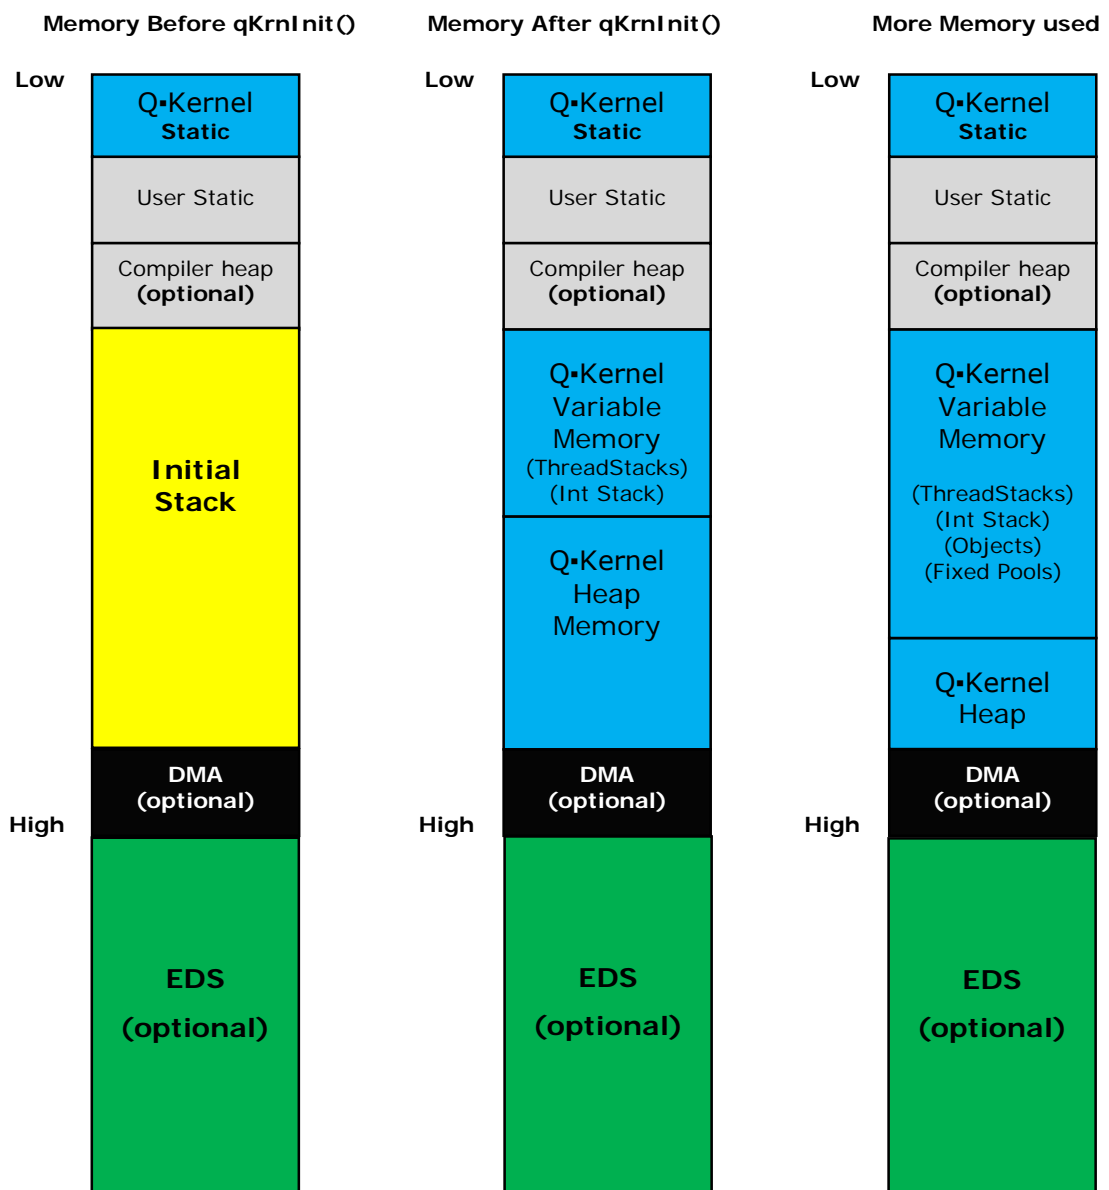 Memory Before qKrnInit()
Low
Q▪Kernel
Static
User Static
Compiler heap
(optional)
Initial
Stack
DMA
(optional)
High
EDS
(optional)
Memory After qKrnInit()
Low
Q▪Kernel
Static
User Static
Compiler heap
(optional)
Q▪Kernel
Variable
Memory
(ThreadStacks)
(Int Stack)
Q▪Kernel
Heap
Memory
DMA
(optional)
High
EDS
(optional)
More Memory used
Low
Q▪Kernel
Static
User Static
Compiler heap
(optional)
Q▪Kernel
Variable
Memory
(ThreadStacks)
(Int Stack)
(Objects)
(Fixed Pools)
Q▪Kernel
Heap
DMA
(optional)
High
EDS
(optional)